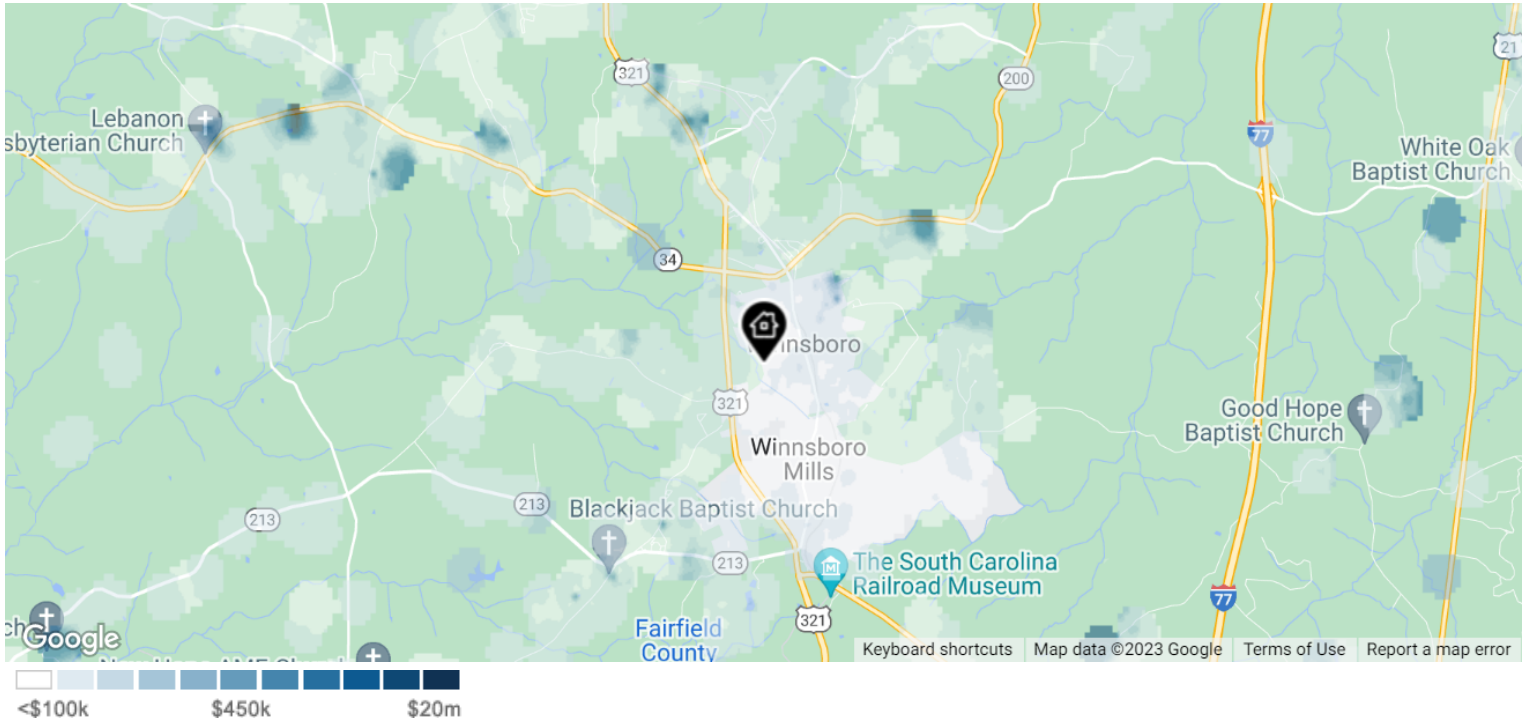 321
200
21
Lebanon
sbyterian Church
77
White Oak
Baptist Church
34
insboro
321
Good Hope
Baptist Church
Winnsboro
Mills
213
213
Blackjack Baptist Church
213
The South Carolina
Railroad Museum
77
321
Fairfield
County
ch
Google
Keyboard shortcuts
Map data ©2023 Google
Terms of Use
Report a map error
<$100k
$450k
$20m